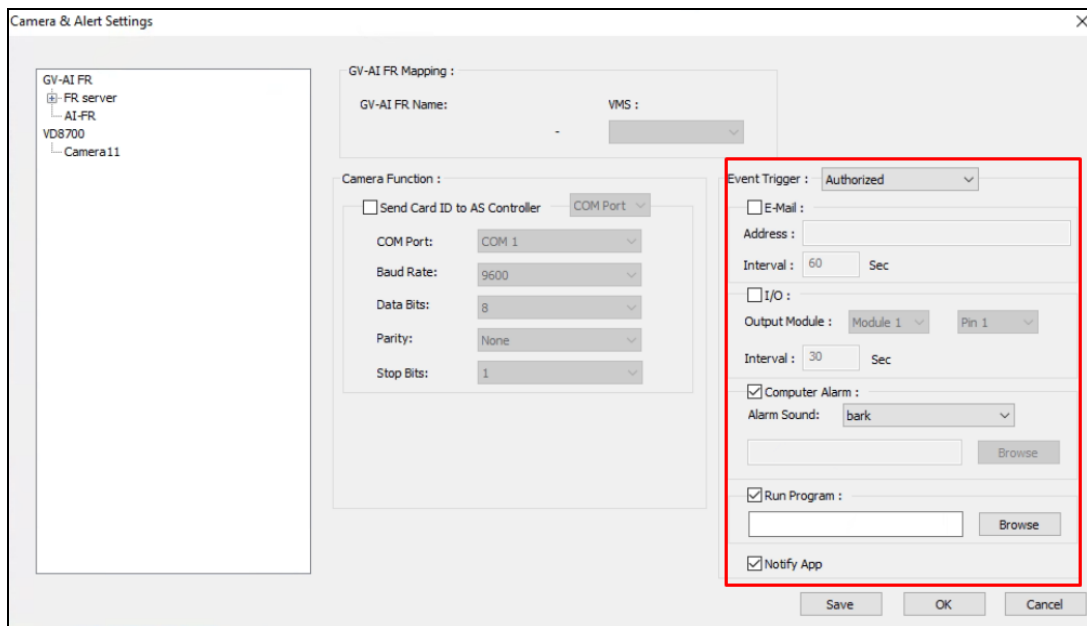 Camera & Alert Settings
GV-AI FR
FR server
AI-FR
VD8700
Camera11
GV-AI FR Mapping :
GV-AI FR Name: VMS :
-
Camera Function :
Send Card ID to AS Controller COM Port
COM Port: COM 1
Baud Rate: 9600
Data Bits: 8
Parity: None
Stop Bits: 1
Event Trigger : Authorized
E-Mail :
Address :
Interval : 60 Sec
I/O :
Output Module : Module 1 Pin 1
Interval : 30 Sec
Computer Alarm :
Alarm Sound: bark
Browse
Run Program :
Browse
Notify App
Save OK Cancel